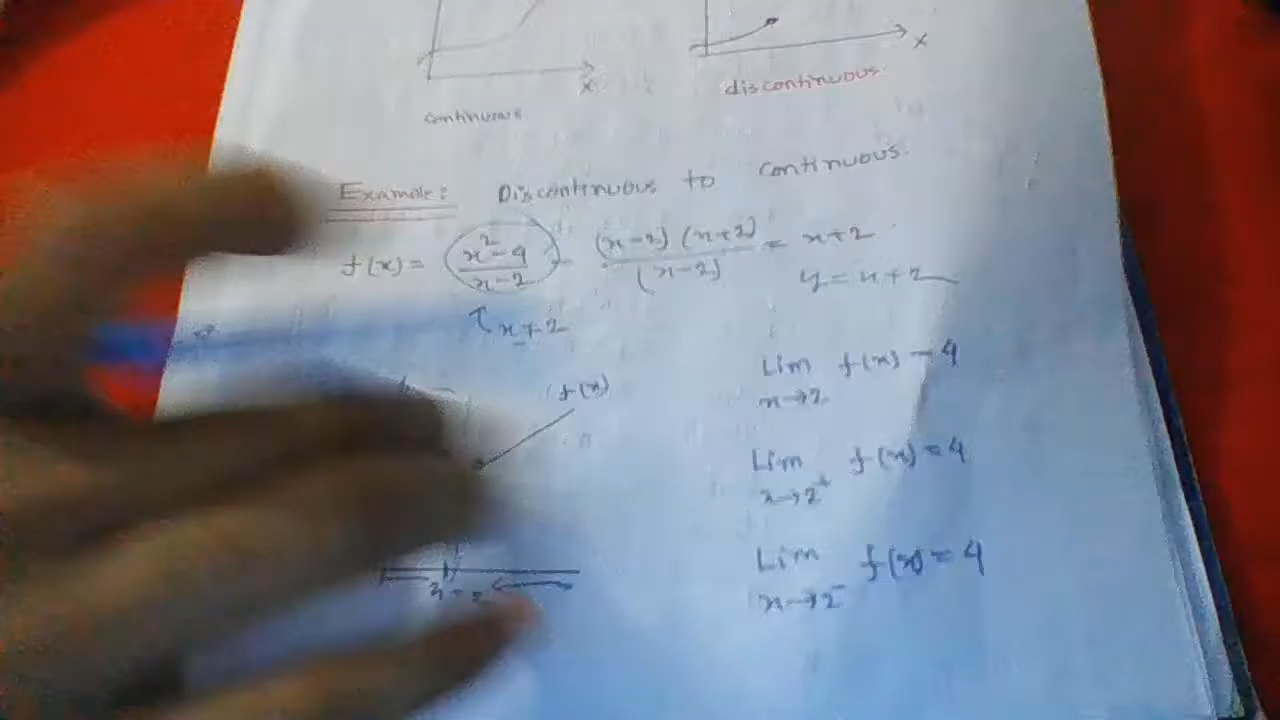 x
x
discontinuous
continuous
Example: Discontinuous to continuous.
f(x) = x²-4/x-2 = (x-2)(x+2)/(x-2) = x+2
y = x+2
x+2
f(x)
Lim f(x) = 4
x→2
Lim f(x) = 4
x→2⁺
Lim f(x) = 4
x→2⁻
x=2